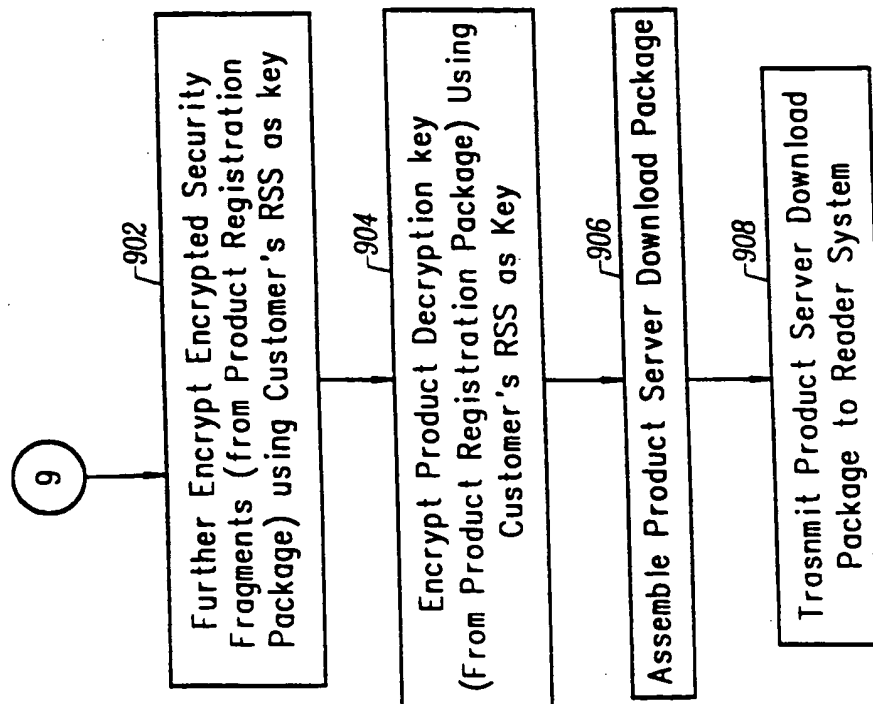 9
902
Further Encrypt Encrypted Security
Fragments (from Product Registration
Package) using Customer's RSS as key
904
Encrypt Product Decryption key
(From Product Registration Package) Using
Customer's RSS as Key
906
Assemble Product Server Download Package
908
Trasnmit Product Server Download
Package to Reader System